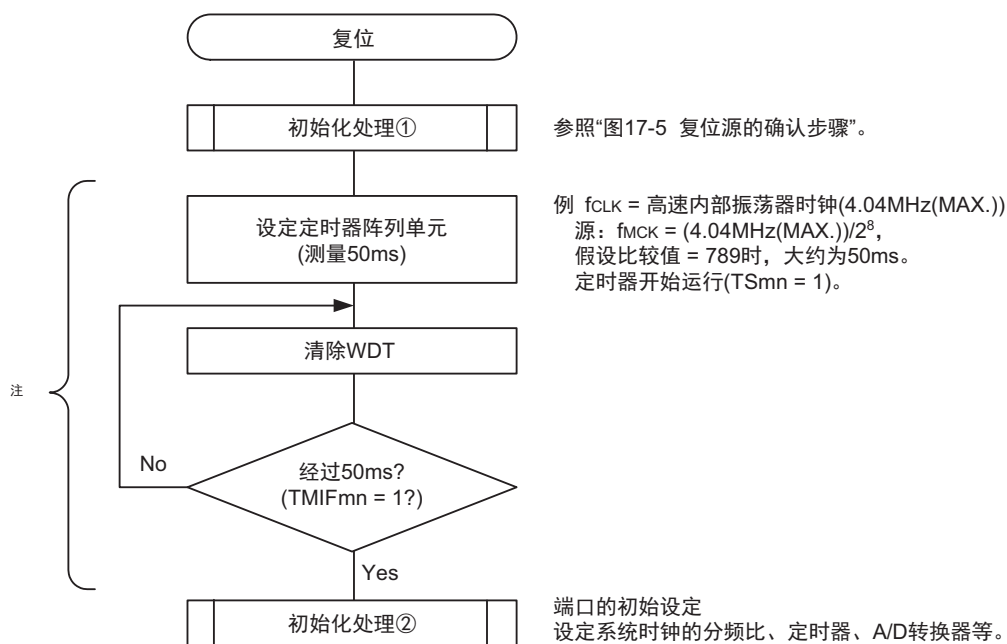 复位
初始化处理①
参照“图17-5 复位源的确认步骤”。
设定定时器阵列单元
(测量50ms)
例 fCLK = 高速内部振荡器时钟(4.04MHz(MAX.))
源：fMCK = (4.04MHz(MAX.))/2⁸，
假设比较值 = 789时，大约为50ms。
定时器开始运行(TSmn = 1)。
清除WDT
注
No
经过50ms?
(TMIFmn = 1?)
Yes
初始化处理②
端口的初始设定
设定系统时钟的分频比、定时器、A/D转换器等。